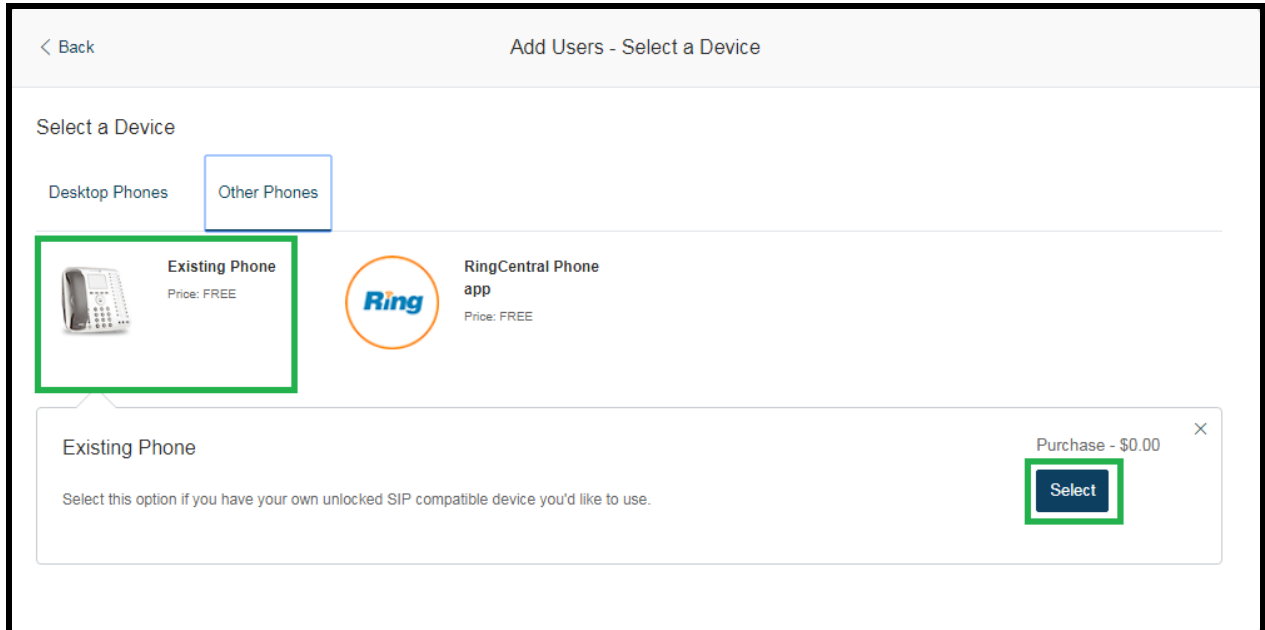 Back
Add Users - Select a Device
Select a Device
Desktop Phones
Other Phones
Existing Phone
Price: FREE
Ring
RingCentral Phone
app
Price: FREE
Existing Phone
Purchase - $0.00
Select this option if you have your own unlocked SIP compatible device you'd like to use.
Select